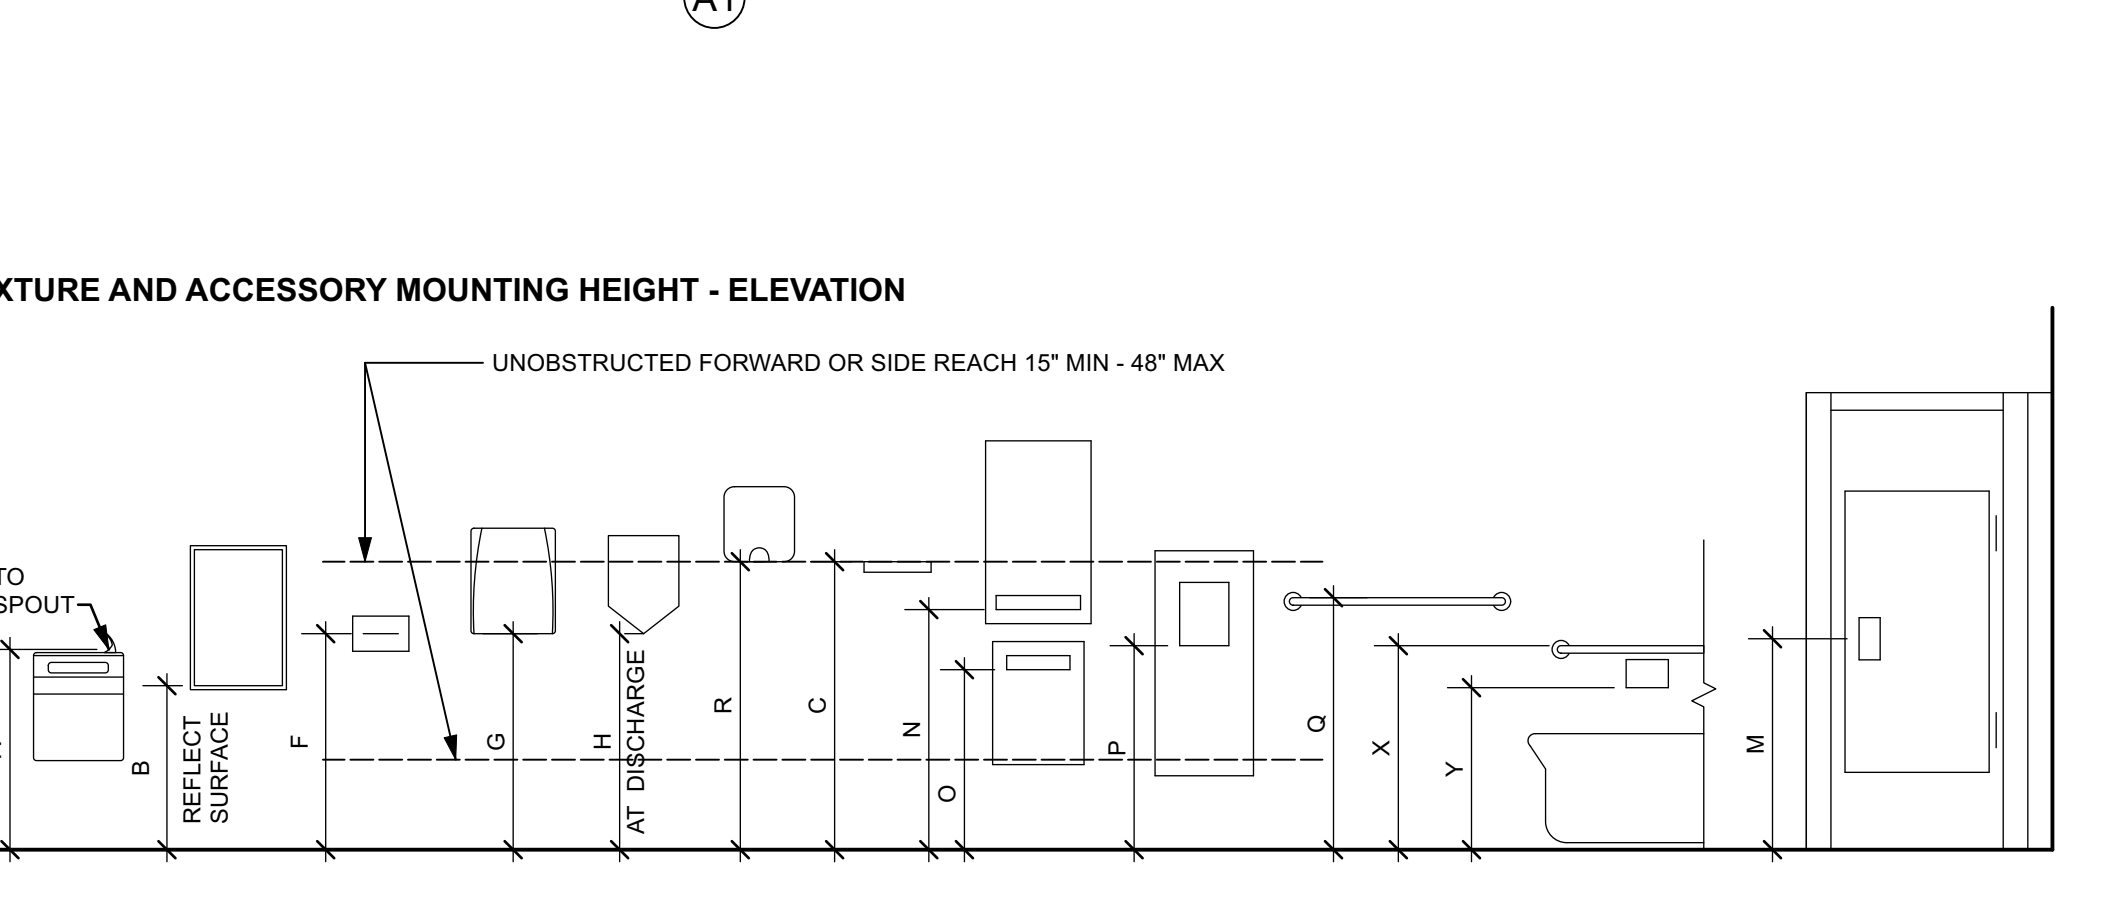 A1
XTURE AND ACCESSORY MOUNTING HEIGHT - ELEVATION
UNOBSTRUCTED FORWARD OR SIDE REACH 15" MIN - 48" MAX
TO
SPOUT
B
REFLECT
SURFACE
F
G
H
AT DISCHARGE
R
C
N
O
P
Q
X
Y
M